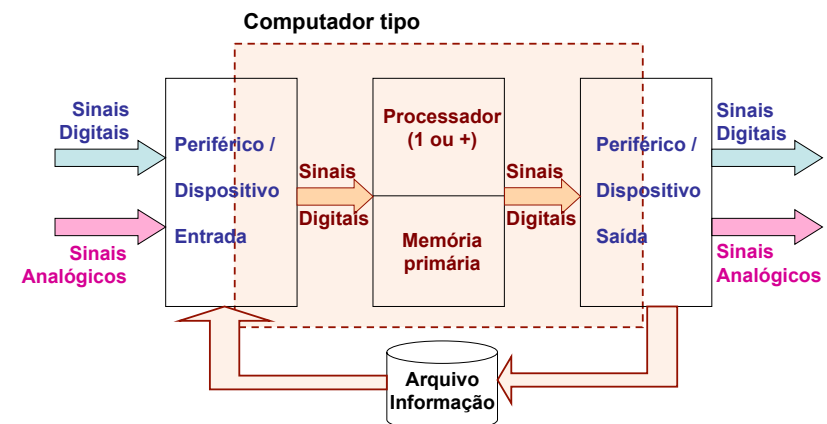 Computador tipo
Sinais
Digitais
Sinais
Analógicos
Periférico /
Dispositivo
Entrada
Sinais
Digitais
Processador
(1 ou +)
Memória
primária
Sinais
Digitais
Periférico /
Dispositivo
Saída
Sinais
Digitais
Sinais
Analógicos
Arquivo
Informação